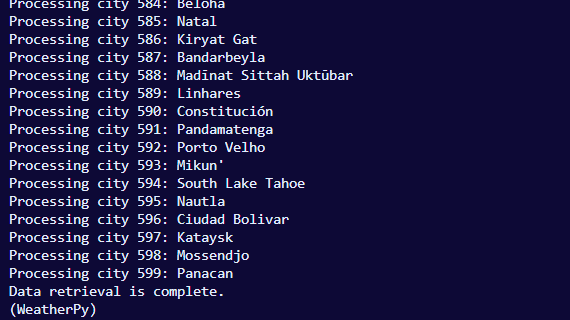 Processing city 584: Beloha
Processing city 585: Natal
Processing city 586: Kiryat Gat
Processing city 587: Bandarbeyla
Processing city 588: Madīnat Sittah Uktūbar
Processing city 589: Linhares
Processing city 590: Constitución
Processing city 591: Pandamatenga
Processing city 592: Porto Velho
Processing city 593: Mikun'
Processing city 594: South Lake Tahoe
Processing city 595: Nautla
Processing city 596: Ciudad Bolivar
Processing city 597: Kataysk
Processing city 598: Mossendjo
Processing city 599: Panacan
Data retrieval is complete.
(WeatherPy)